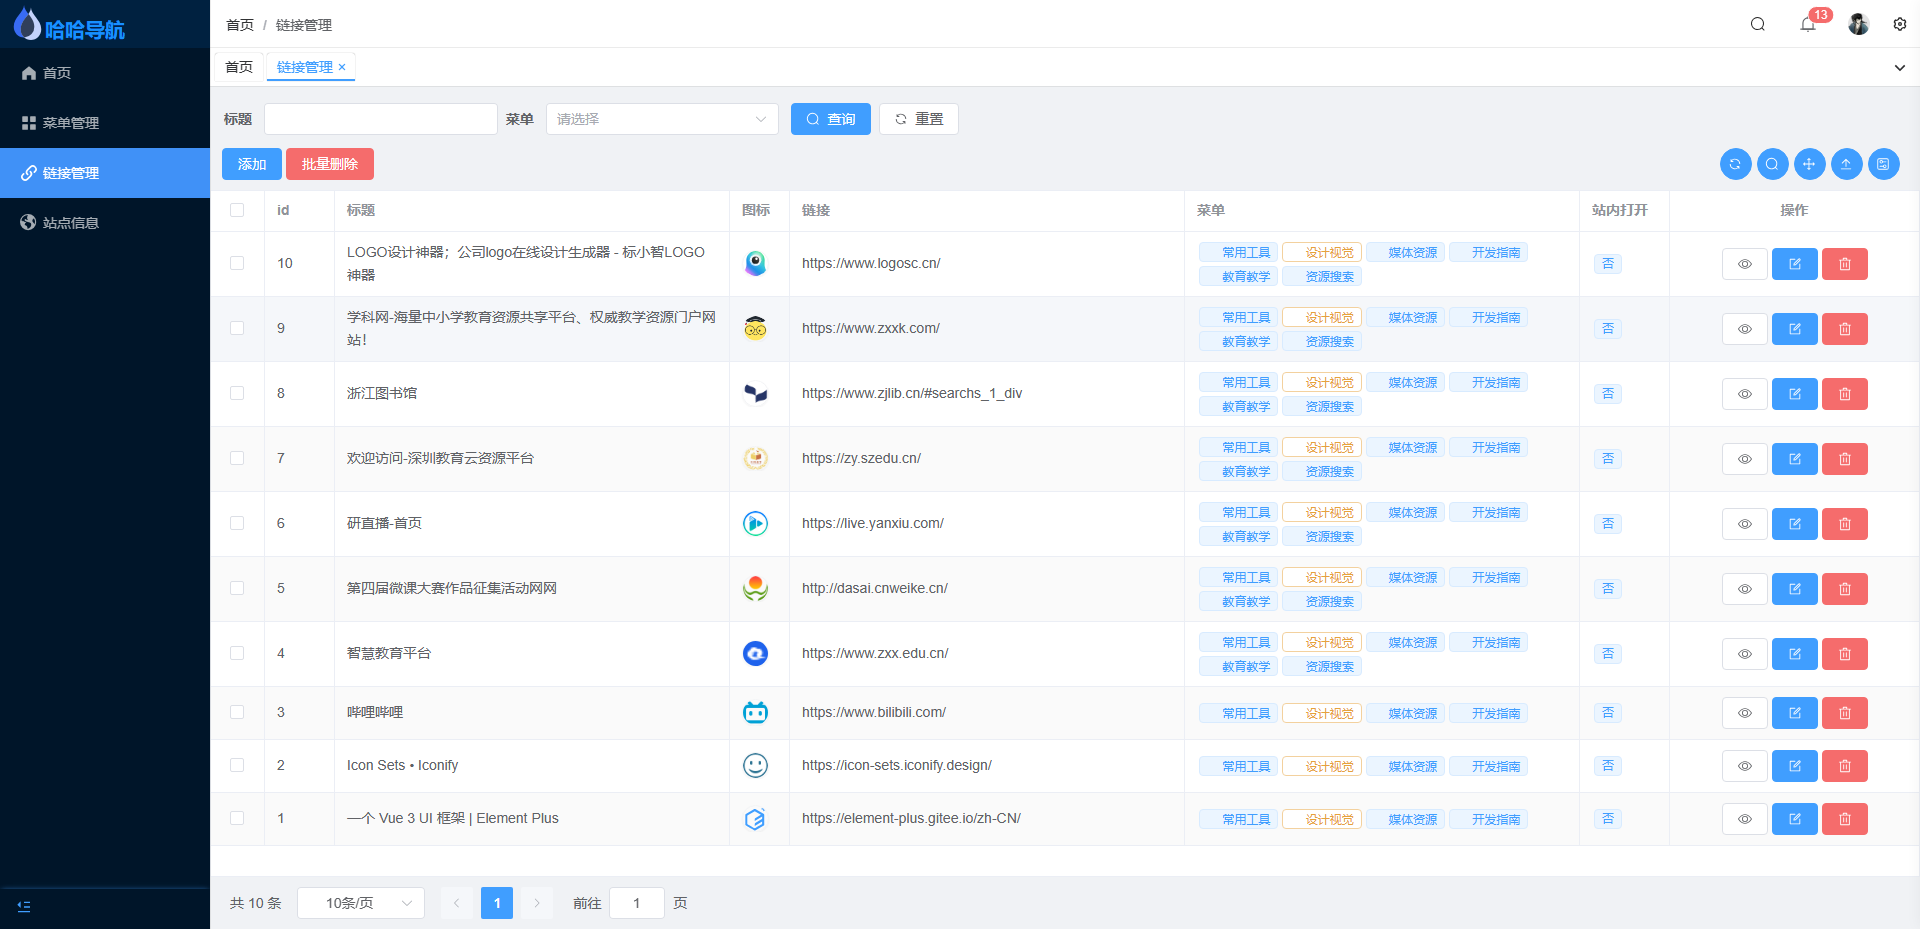 哈哈导航
首页
菜单管理
链接管理
站点信息
首页 / 链接管理
13
首页
链接管理 ×
标题
菜单 请选择
查询
重置
添加
批量删除
id 标题 图标 链接 菜单 站内打开 操作
10 LOGO设计神器；公司logo在线设计生成器 - 标小智LOGO
神器
https://www.logosc.cn/
常用工具 设计视觉 媒体资源 开发指南
教育教学 资源搜索
否
9 学科网-海量中小学教育资源共享平台、权威教学资源门户网
站！
https://www.zxxk.com/
常用工具 设计视觉 媒体资源 开发指南
教育教学 资源搜索
否
8 浙江图书馆 https://www.zjlib.cn/#searchs_1_div
常用工具 设计视觉 媒体资源 开发指南
教育教学 资源搜索
否
7 欢迎访问-深圳教育云资源平台 https://zy.szedu.cn/
常用工具 设计视觉 媒体资源 开发指南
教育教学 资源搜索
否
6 研直播-首页 https://live.yanxiu.com/
常用工具 设计视觉 媒体资源 开发指南
教育教学 资源搜索
否
5 第四届微课大赛作品征集活动网网 http://dasai.cnweike.cn/
常用工具 设计视觉 媒体资源 开发指南
教育教学 资源搜索
否
4 智慧教育平台 https://www.zxx.edu.cn/
常用工具 设计视觉 媒体资源 开发指南
教育教学 资源搜索
否
3 哔哩哔哩 https://www.bilibili.com/ 常用工具 设计视觉 媒体资源 开发指南 否
2 Icon Sets • Iconify https://icon-sets.iconify.design/ 常用工具 设计视觉 媒体资源 开发指南 否
1 一个 Vue 3 UI 框架 | Element Plus https://element-plus.gitee.io/zh-CN/ 常用工具 设计视觉 媒体资源 开发指南 否
共 10 条 10条/页 1 前往 1 页